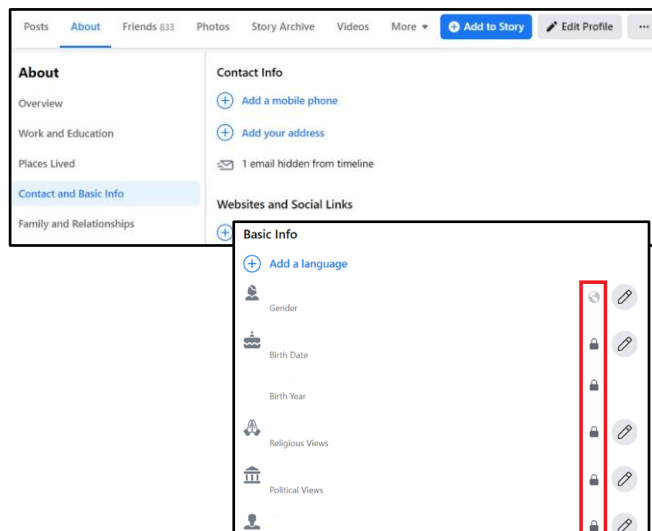 Posts About Friends 833 Photos Story Archive Videos More Add to Story Edit Profile ...
About
Overview
Work and Education
Places Lived
Contact and Basic Info
Family and Relationships
Contact Info
Add a mobile phone
Add your address
1 email hidden from timeline
Websites and Social Links
Basic Info
Add a language
Gender
Birth Date
Birth Year
Religious Views
Political Views